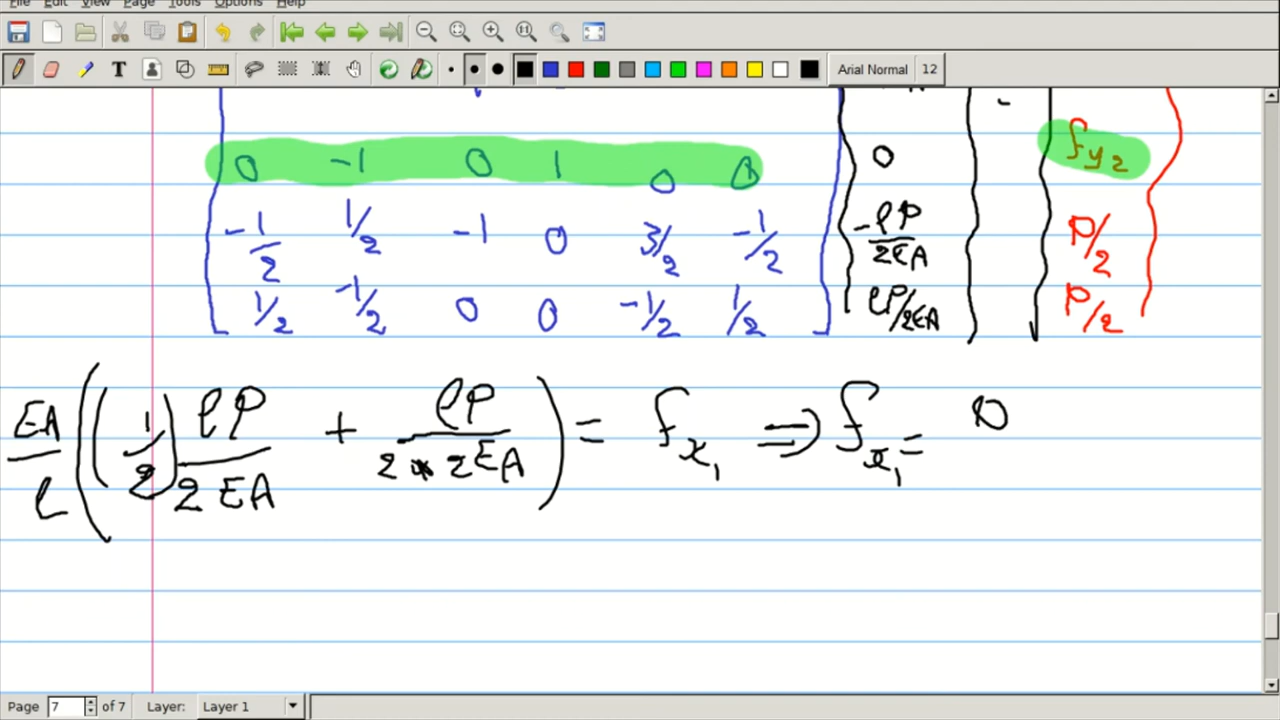 File Edit View Page Tools Options Help
Arial Normal 12
0 -1 0 1 0 0 0 fy2
-1/2 1/2 -1 0 3/2 -1/2 -lP/2EA P/2
1/2 -1/2 0 0 -1/2 1/2 lP/2EA P/2
EA/l ((1/2) lP/2EA + lP/2*2EA) = fx1 ⇒ fx1 =
Page 7 of 7 Layer: Layer 1